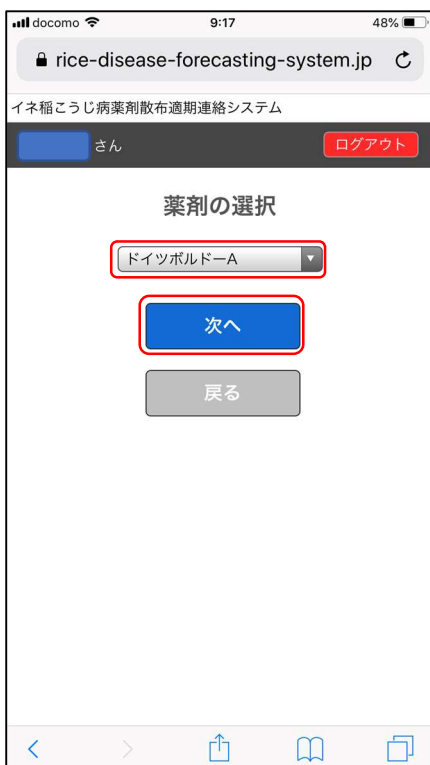 docomo 9:17 48%
rice-disease-forecasting-system.jp
イネ稲こうじ病薬剤散布適期連絡システム
さん ログアウト
薬剤の選択
ドイツボルドーA
次へ
戻る